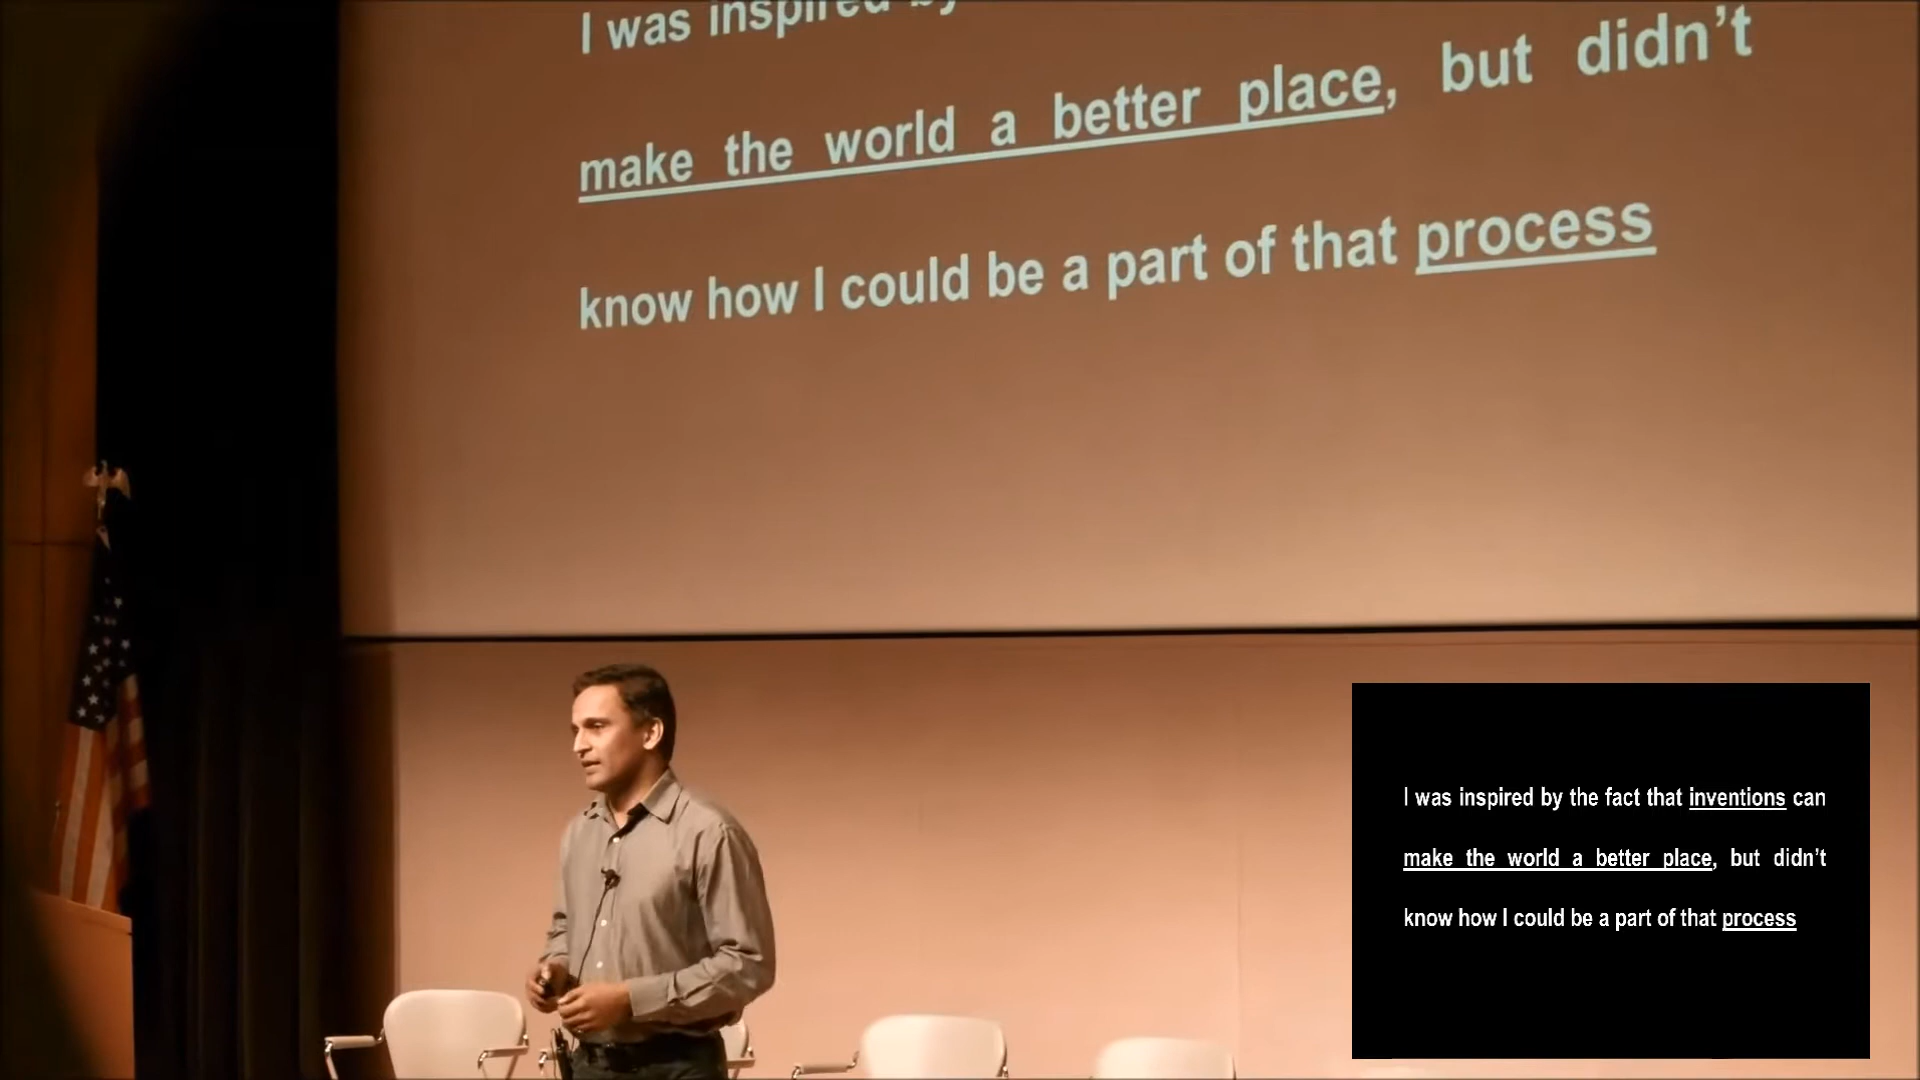 I was inspired by
make the world a better place, but didn't
know how I could be a part of that process
I was inspired by the fact that inventions can
make the world a better place, but didn't
know how I could be a part of that process